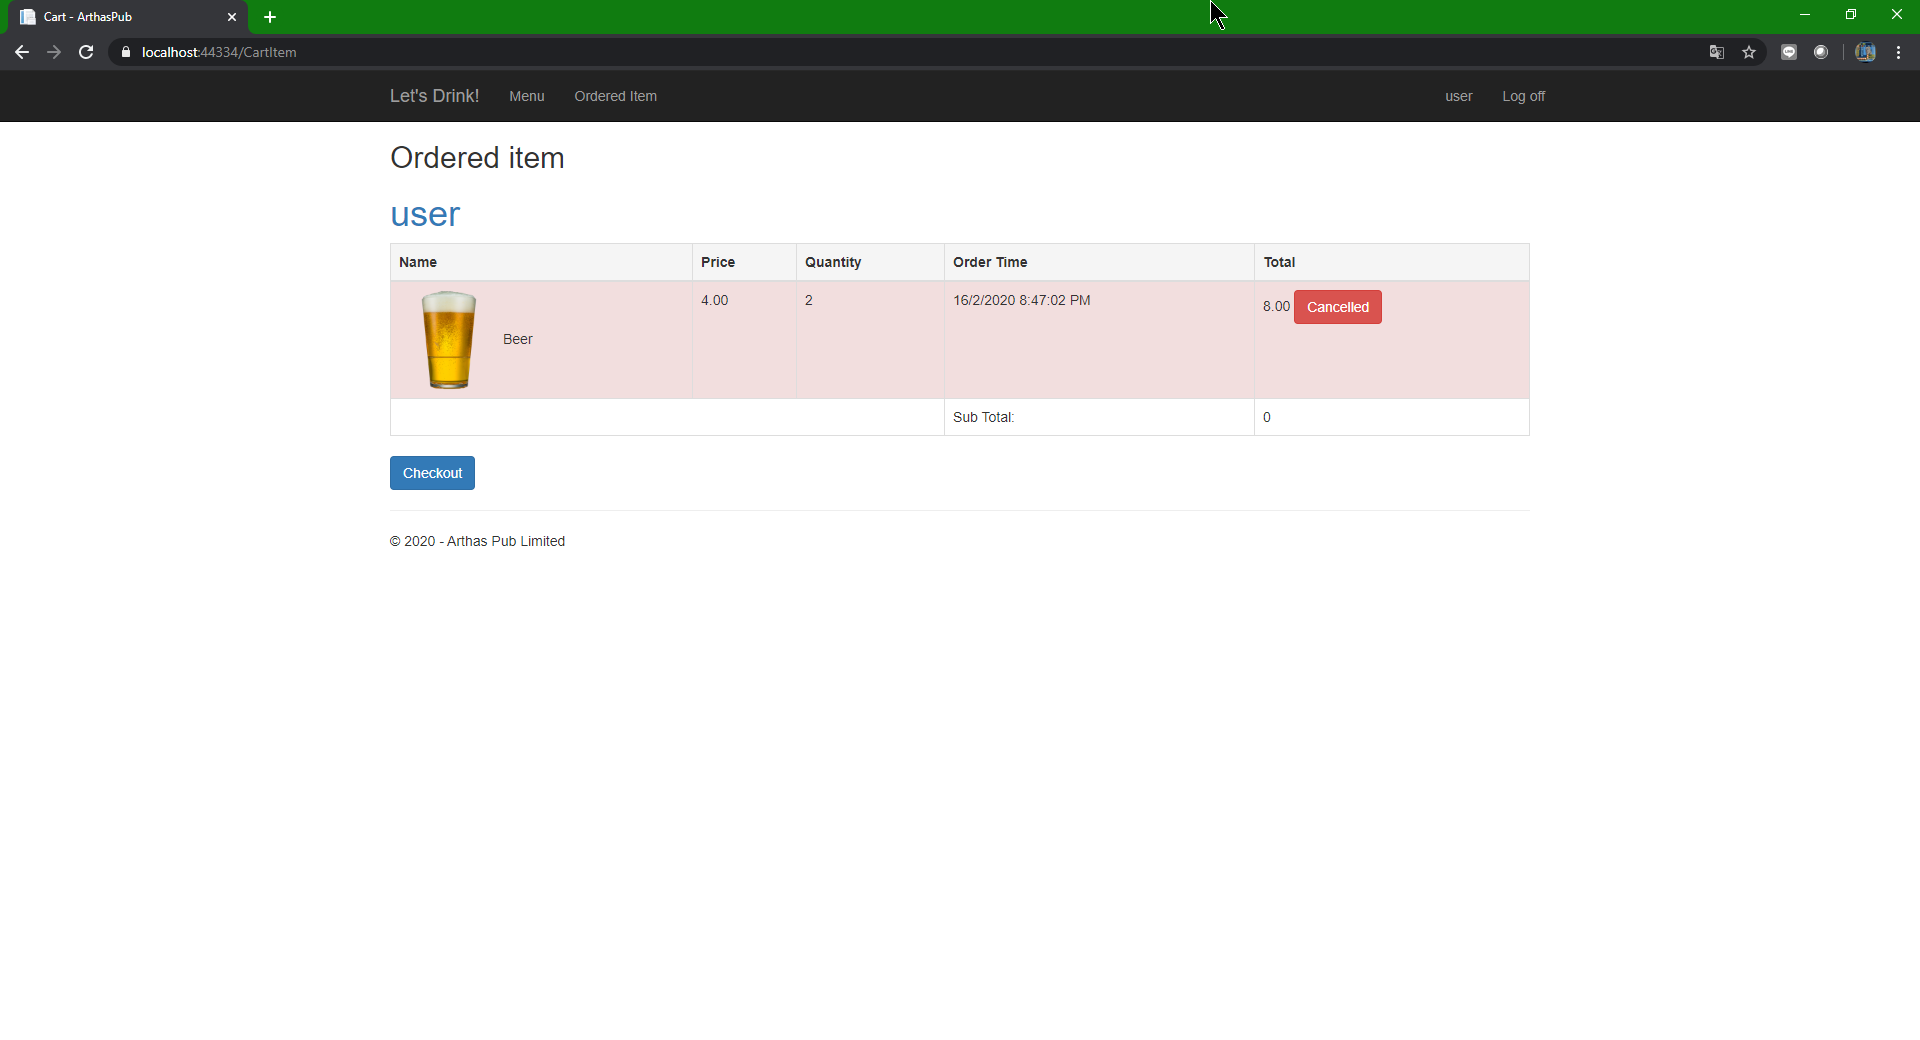 Cart - ArthasPub
localhost:44334/CartItem
Let's Drink! Menu Ordered Item user Log off
Ordered item
user
Name Price Quantity Order Time Total
Beer 4.00 2 16/2/2020 8:47:02 PM 8.00 Cancelled
Sub Total: 0
Checkout
© 2020 - Arthas Pub Limited